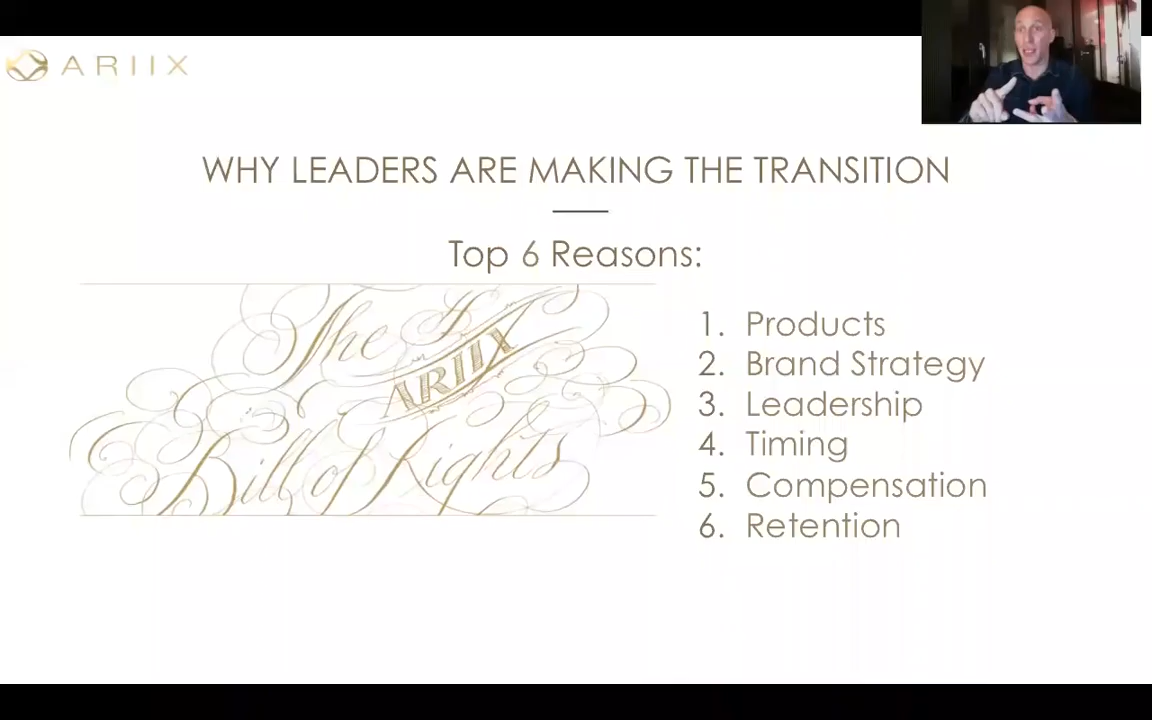 ARIIX
WHY LEADERS ARE MAKING THE TRANSITION
Top 6 Reasons:
The
ARIIX
Bill of Rights
1. Products
2. Brand Strategy
3. Leadership
4. Timing
5. Compensation
6. Retention